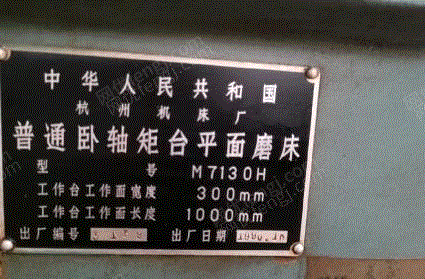 中华人民共和国
杭州机床厂
普通卧轴矩台平面磨床
型号 M7130H
工作台工作面宽度 300mm
工作台工作面长度 1000mm
出厂编号 出厂日期